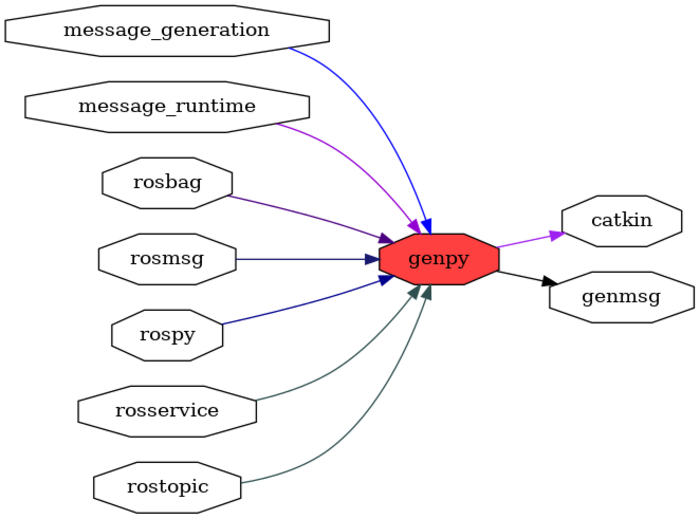 message_generation
message_runtime
rosbag
rosmsg
rospy
rosservice
rostopic
genpy
catkin
genmsg